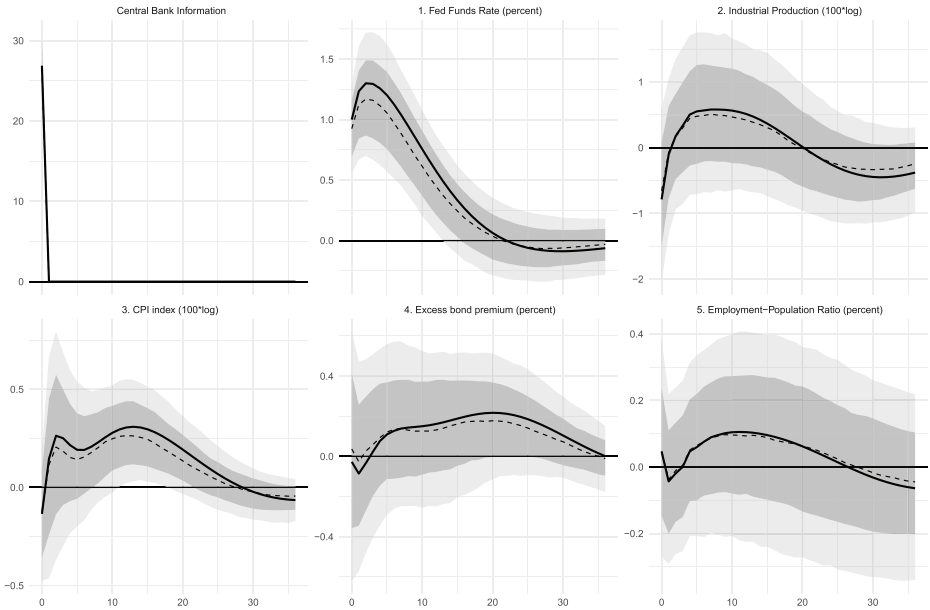 Central Bank Information
1. Fed Funds Rate (percent)
2. Industrial Production (100*log)
30
20
10
0
1.5
1.0
0.5
0.0
1
0
−1
−2
3. CPI index (100*log)
4. Excess bond premium (percent)
5. Employment−Population Ratio (percent)
0.5
0.0
−0.5
0.4
0.0
−0.4
0.4
0.2
0.0
−0.2
0 10 20 30
0 10 20 30
0 10 20 30